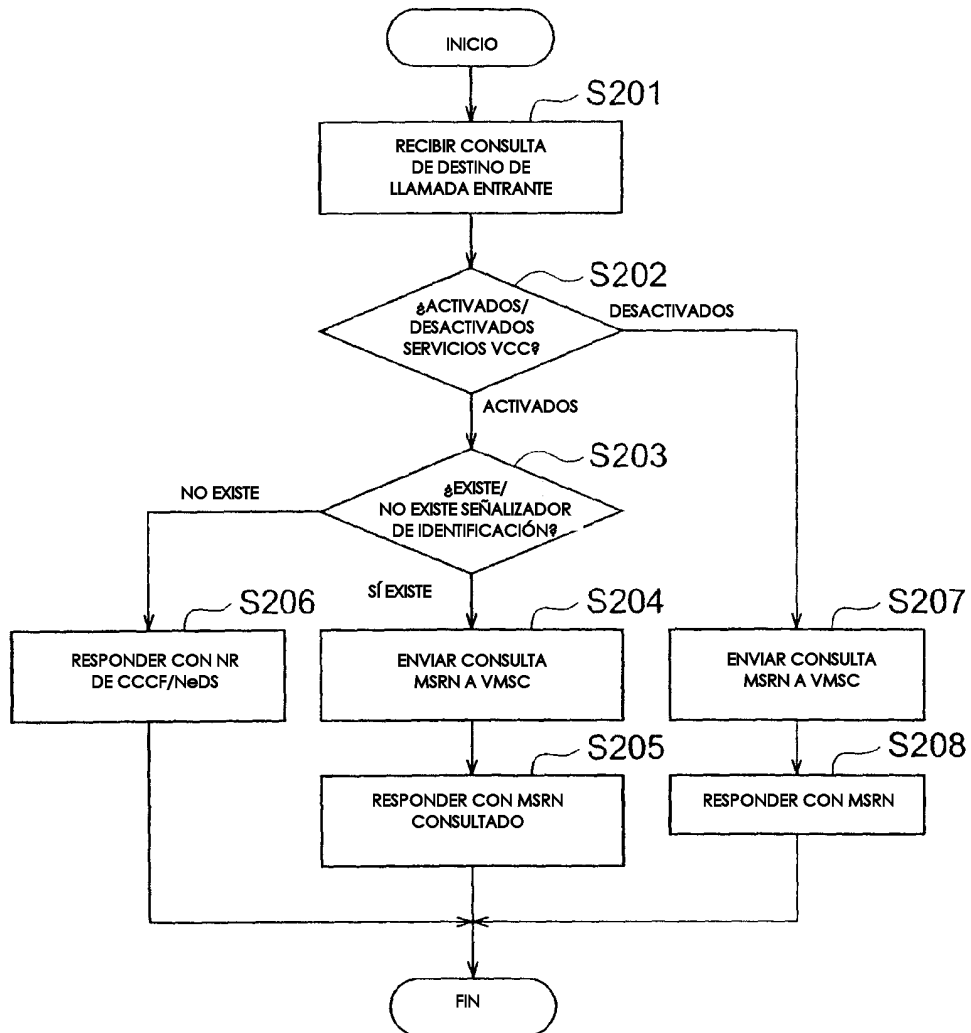 INICIO
S201
RECIBIR CONSULTA
DE DESTINO DE
LLAMADA ENTRANTE
S202
¿ACTIVADOS/
DESACTIVADOS
SERVICIOS VCC?
DESACTIVADOS
ACTIVADOS
S203
¿EXISTE/
NO EXISTE SEÑALIZADOR
DE IDENTIFICACIÓN?
NO EXISTE
SÍ EXISTE
S206
RESPONDER CON NR
DE CCCF/NeDS
S204
ENVIAR CONSULTA
MSRN A VMSC
S207
ENVIAR CONSULTA
MSRN A VMSC
S205
RESPONDER CON MSRN
CONSULTADO
S208
RESPONDER CON MSRN
FIN